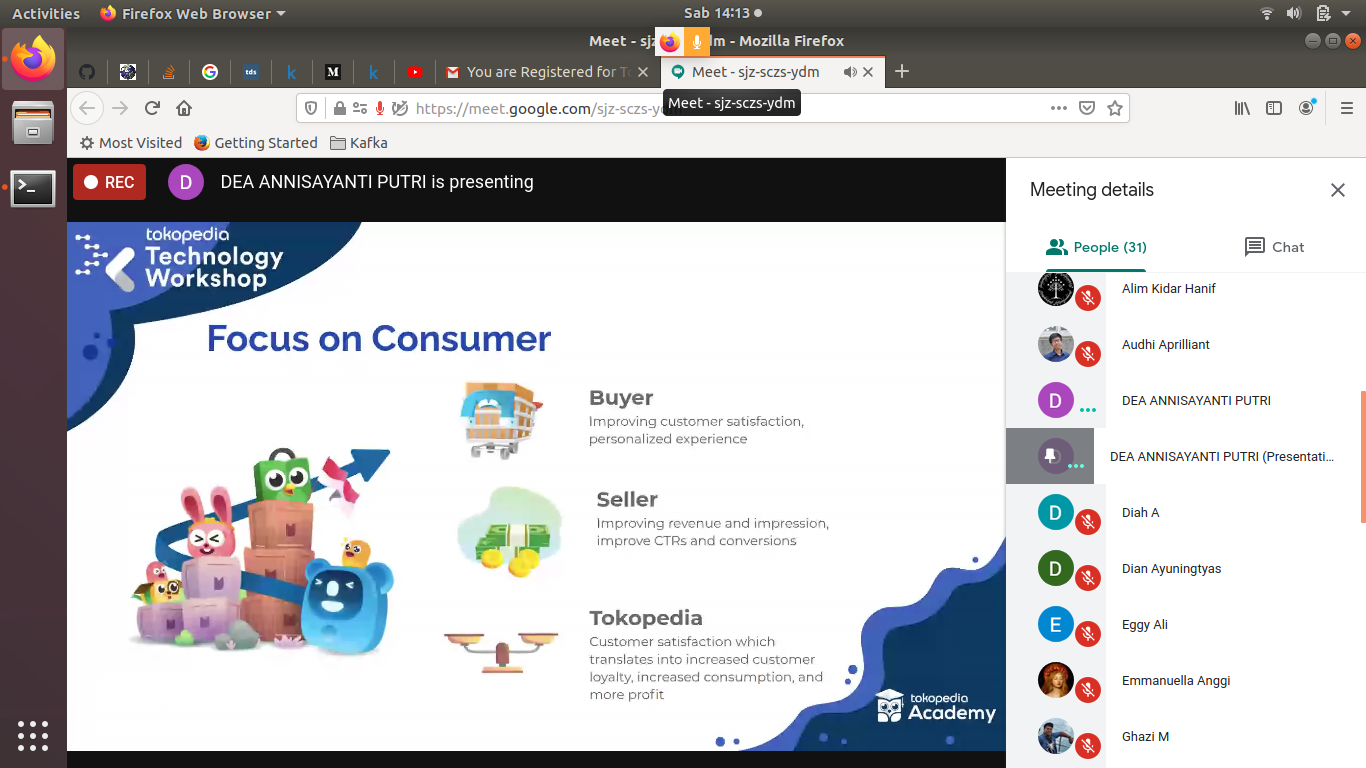 Activities
Firefox Web Browser
Sab 14:13
Meet - sjz-
dm - Mozilla Firefox
tds
k
M
k
You are Registered for T
Meet - sjz-sczs-ydm
https://meet.google.com/sjz-sczs-y
Meet - sjz-sczs-ydm
Most Visited
Getting Started
Kafka
REC
D
DEA ANNISAYANTI PUTRI is presenting
tokopedia
Technology
Workshop
Focus on Consumer
Buyer
Improving customer satisfaction,
personalized experience
Seller
Improving revenue and impression,
improve CTRs and conversions
Tokopedia
Customer satisfaction which
translates into increased customer
loyalty, increased consumption, and
more profit
tokopedia
Academy
Meeting details
People (31)
Chat
Alim Kidar Hanif
Audhi Aprilliant
D
DEA ANNISAYANTI PUTRI
D
DEA ANNISAYANTI PUTRI (Presentati...
D
Diah A
D
Dian Ayuningtyas
E
Eggy Ali
Emmanuella Anggi
Ghazi M